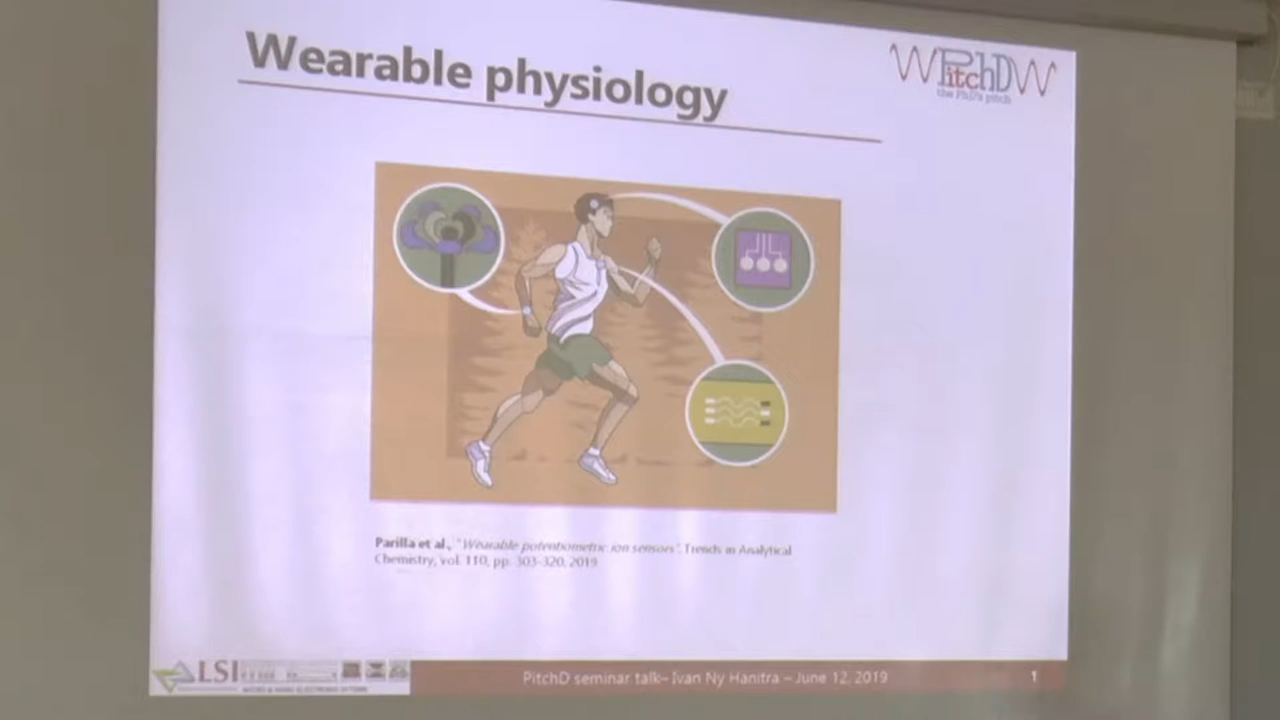 Wearable physiology
WPitchDW
the PhD's pitch
Parilla et al., "Wearable potentiometric ion sensors". Trends in Analytical
Chemistry, vol. 110, pp. 303-320, 2019
LSI
PitchD seminar talk– Ivan Ny Hanitra – June 12, 2019
1